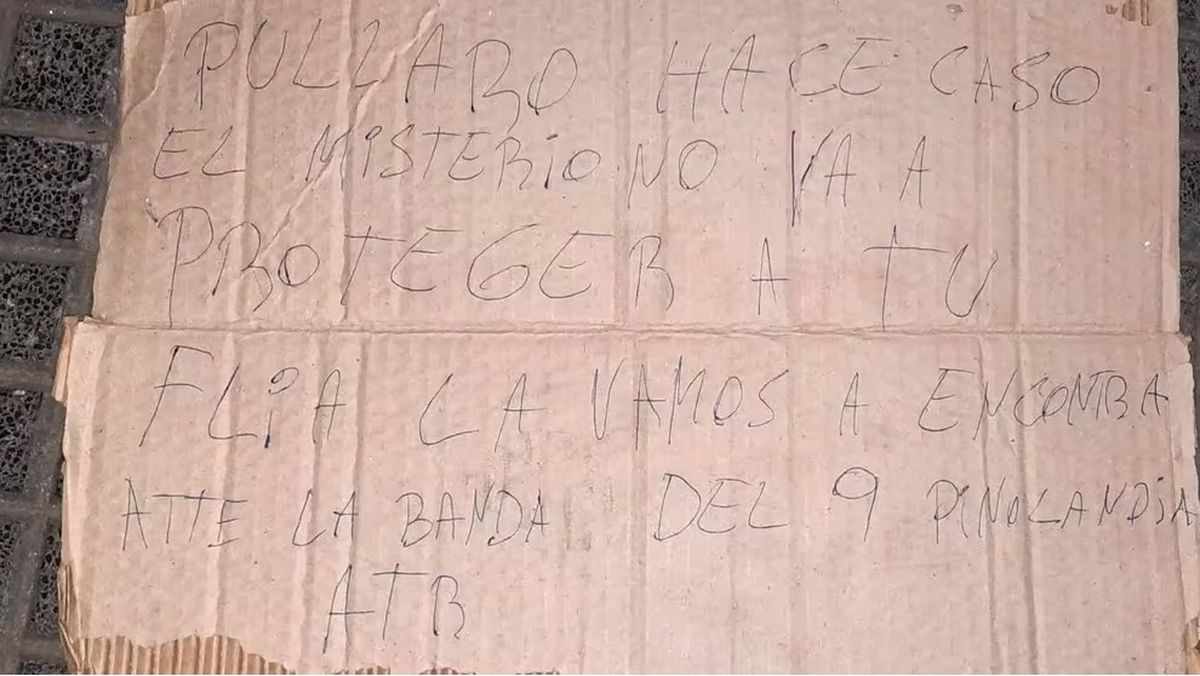 PULLARO HACE CASO
EL MiSTERiO NO VA A
PROTEGER A TU
FLiA LA VAMOS A ENCONTRA
ATTE LA BANDA DEL 9 PINOLANDiA
ATR